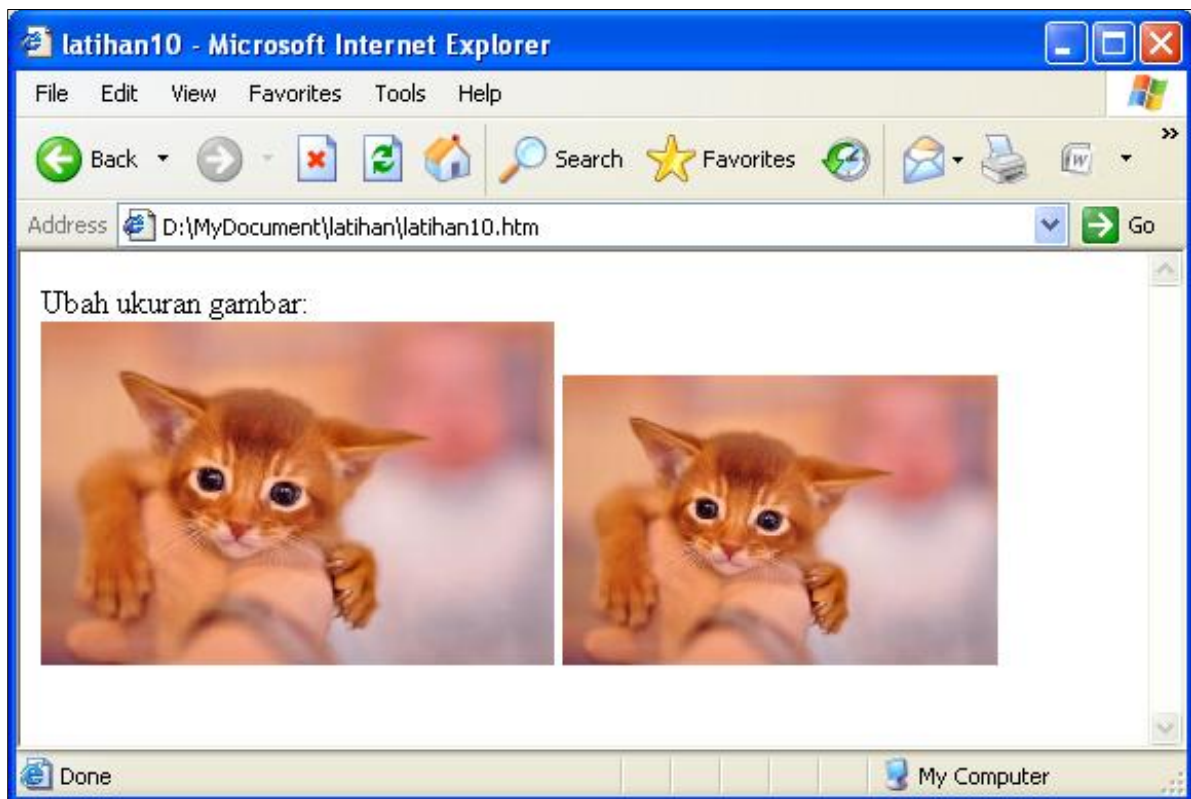 latihan10 - Microsoft Internet Explorer
File Edit View Favorites Tools Help
Back Search Favorites W »
Address D:\MyDocument\latihan\latihan10.htm Go
Ubah ukuran gambar:
Done My Computer